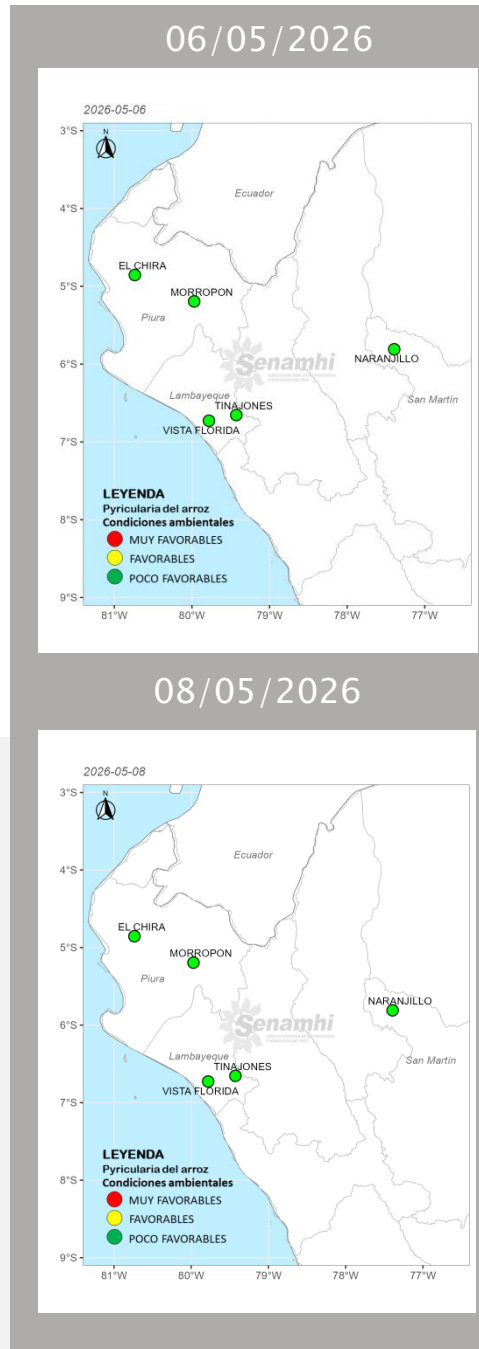 06/05/2026
2026-05-06
3°S
N
Ecuador
4°S
EL CHIRA
5°S
MORROPON
Piura
6°S
NARANJILLO
Senamhi
Lambayeque
San Martín
TINAJONES
VISTA FLORIDA
7°S
LEYENDA
8°S
Pyricularia del arroz
Condiciones ambientales
MUY FAVORABLES
FAVORABLES
POCO FAVORABLES
9°S
81°W 80°W 79°W 78°W 77°W
08/05/2026
2026-05-08
3°S
N
4°S
Ecuador
EL CHIRA
5°S
MORROPON
Piura
NARANJILLO
6°S
Senamhi
Lambayeque
San Martín
TINAJONES
VISTA FLORIDA
7°S
LEYENDA
8°S
Pyricularia del arroz
Condiciones ambientales
MUY FAVORABLES
FAVORABLES
POCO FAVORABLES
9°S
81°W 80°W 79°W 78°W 77°W